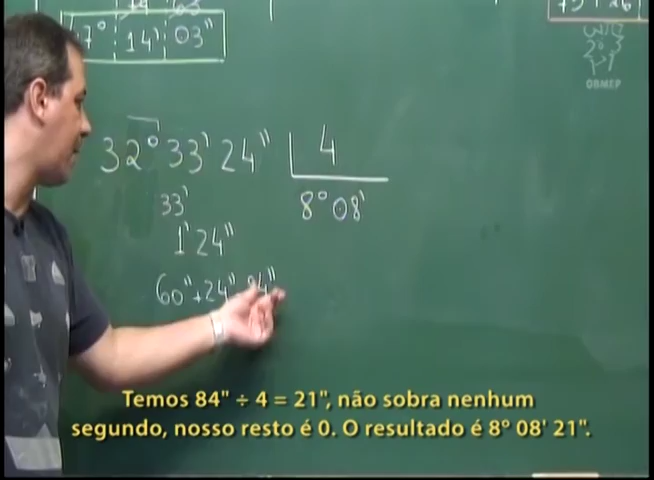 7° 14' 03"
OBMEP
32° 33' 24" 4
33' 8° 08'
1' 24"
60" + 24" 84"
Temos 84" ÷ 4 = 21", não sobra nenhum
segundo, nosso resto é 0. O resultado é 8° 08' 21".